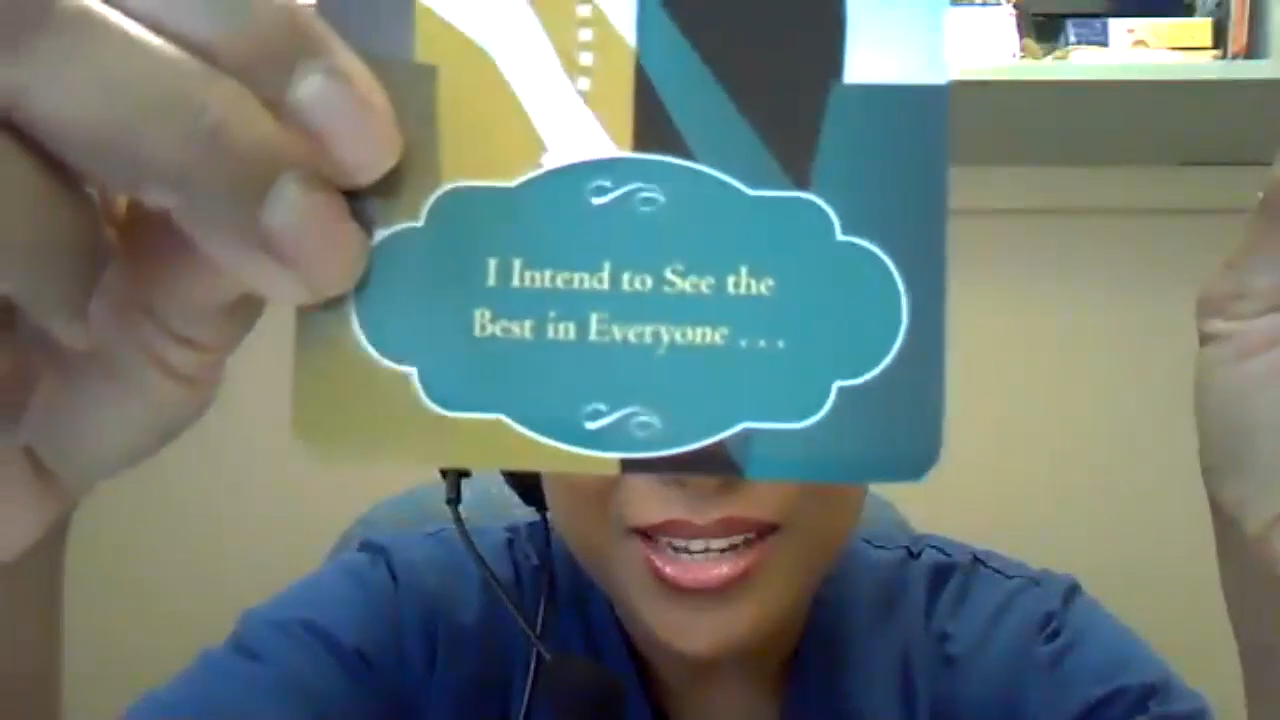 I Intend to See the
Best in Everyone . . .